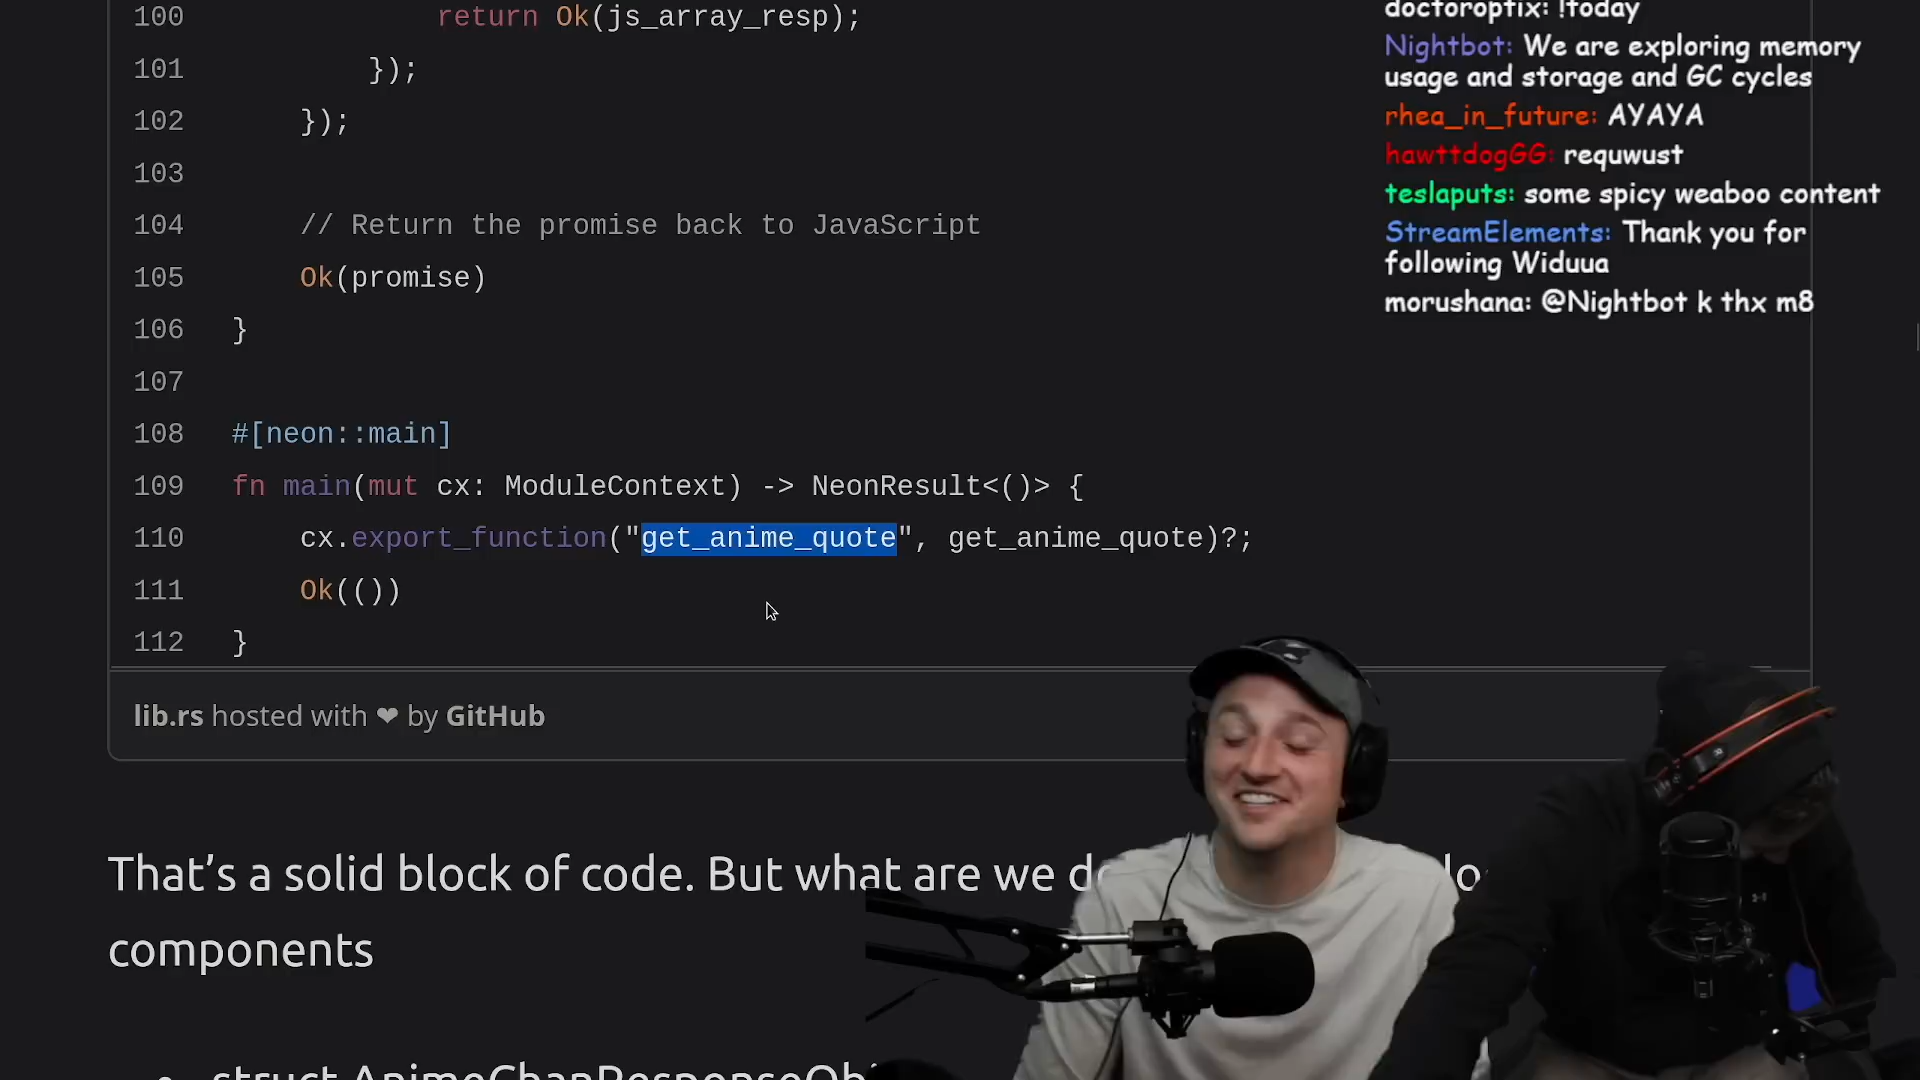 100 return Ok(js_array_resp);
101 });
102 });
103
104 // Return the promise back to JavaScript
105 Ok(promise)
106 }
107
108 #[neon::main]
109 fn main(mut cx: ModuleContext) -> NeonResult<()> {
110 cx.export_function("get_anime_quote", get_anime_quote)?;
111 Ok(())
112 }
lib.rs hosted with ❤ by GitHub
That’s a solid block of code. But what are we
components
struct
doctoroptix: !today
Nightbot: We are exploring memory
usage and storage and GC cycles
rhea_in_future: AYAYA
hawttdogGG: requwust
teslaputs: some spicy weaboo content
StreamElements: Thank you for
following Widuua
morushana: @Nightbot k thx m8